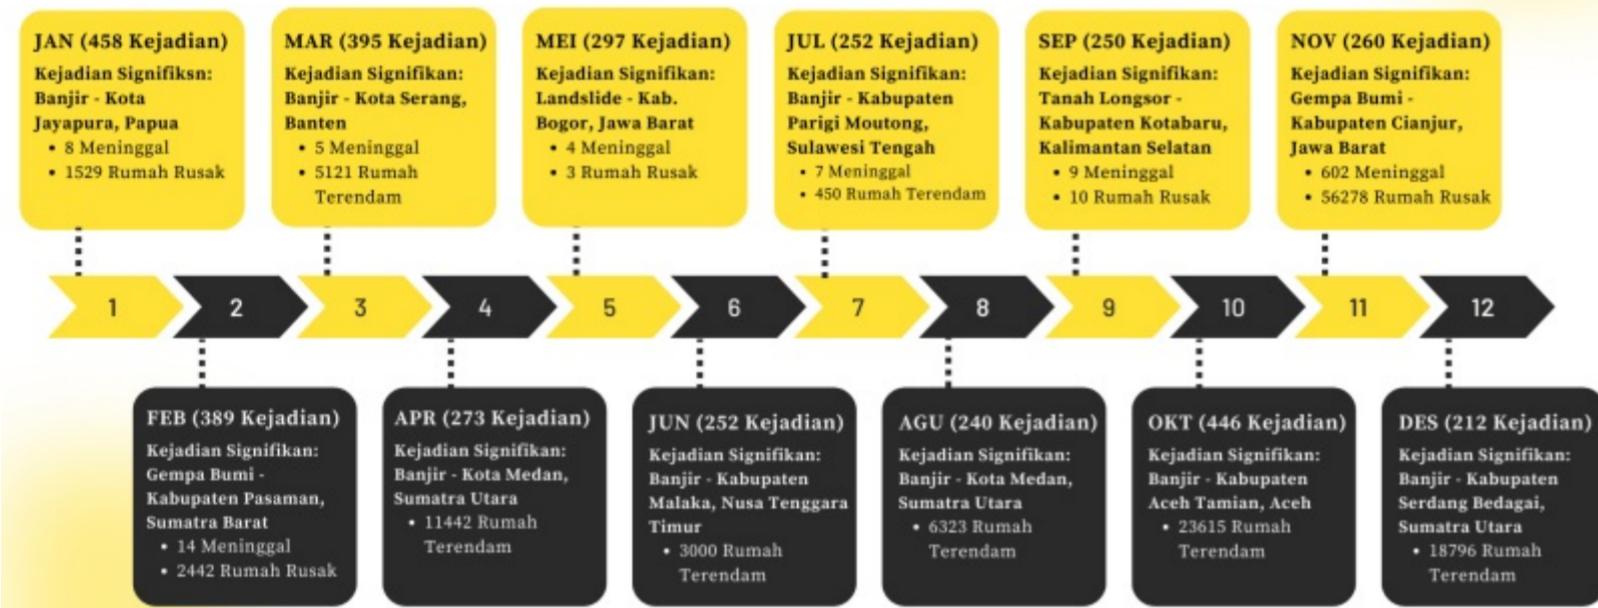 JAN (458 Kejadian)
Kejadian Signifiksn:
Banjir - Kota
Jayapura, Papua
• 8 Meninggal
• 1529 Rumah Rusak
MAR (395 Kejadian)
Kejadian Signifikan:
Banjir - Kota Serang,
Banten
• 5 Meninggal
• 5121 Rumah
Terendam
MEI (297 Kejadian)
Kejadian Signifikan:
Landslide - Kab.
Bogor, Jawa Barat
• 4 Meninggal
• 3 Rumah Rusak
JUL (252 Kejadian)
Kejadian Signifikan:
Banjir - Kabupaten
Parigi Moutong,
Sulawesi Tengah
• 7 Meninggal
• 450 Rumah Terendam
SEP (250 Kejadian)
Kejadian Signifikan:
Tanah Longsor -
Kabupaten Kotabaru,
Kalimantan Selatan
• 9 Meninggal
• 10 Rumah Rusak
NOV (260 Kejadian)
Kejadian Signifikan:
Gempa Bumi -
Kabupaten Cianjur,
Jawa Barat
• 602 Meninggal
• 56278 Rumah Rusak
1 2 3 4 5 6 7 8 9 10 11 12
FEB (389 Kejadian)
Kejadian Signifikan:
Gempa Bumi -
Kabupaten Pasaman,
Sumatra Barat
• 14 Meninggal
• 2442 Rumah Rusak
APR (273 Kejadian)
Kejadian Signifikan:
Banjir - Kota Medan,
Sumatra Utara
• 11442 Rumah
Terendam
JUN (252 Kejadian)
Kejadian Signifikan:
Banjir - Kabupaten
Malaka, Nusa Tenggara
Timur
• 3000 Rumah
Terendam
AGU (240 Kejadian)
Kejadian Signifikan:
Banjir - Kota Medan,
Sumatra Utara
• 6323 Rumah
Terendam
OKT (446 Kejadian)
Kejadian Signifikan:
Banjir - Kabupaten
Aceh Tamian, Aceh
• 23615 Rumah
Terendam
DES (212 Kejadian)
Kejadian Signifikan:
Banjir - Kabupaten
Serdang Bedagai,
Sumatra Utara
• 18796 Rumah
Terendam